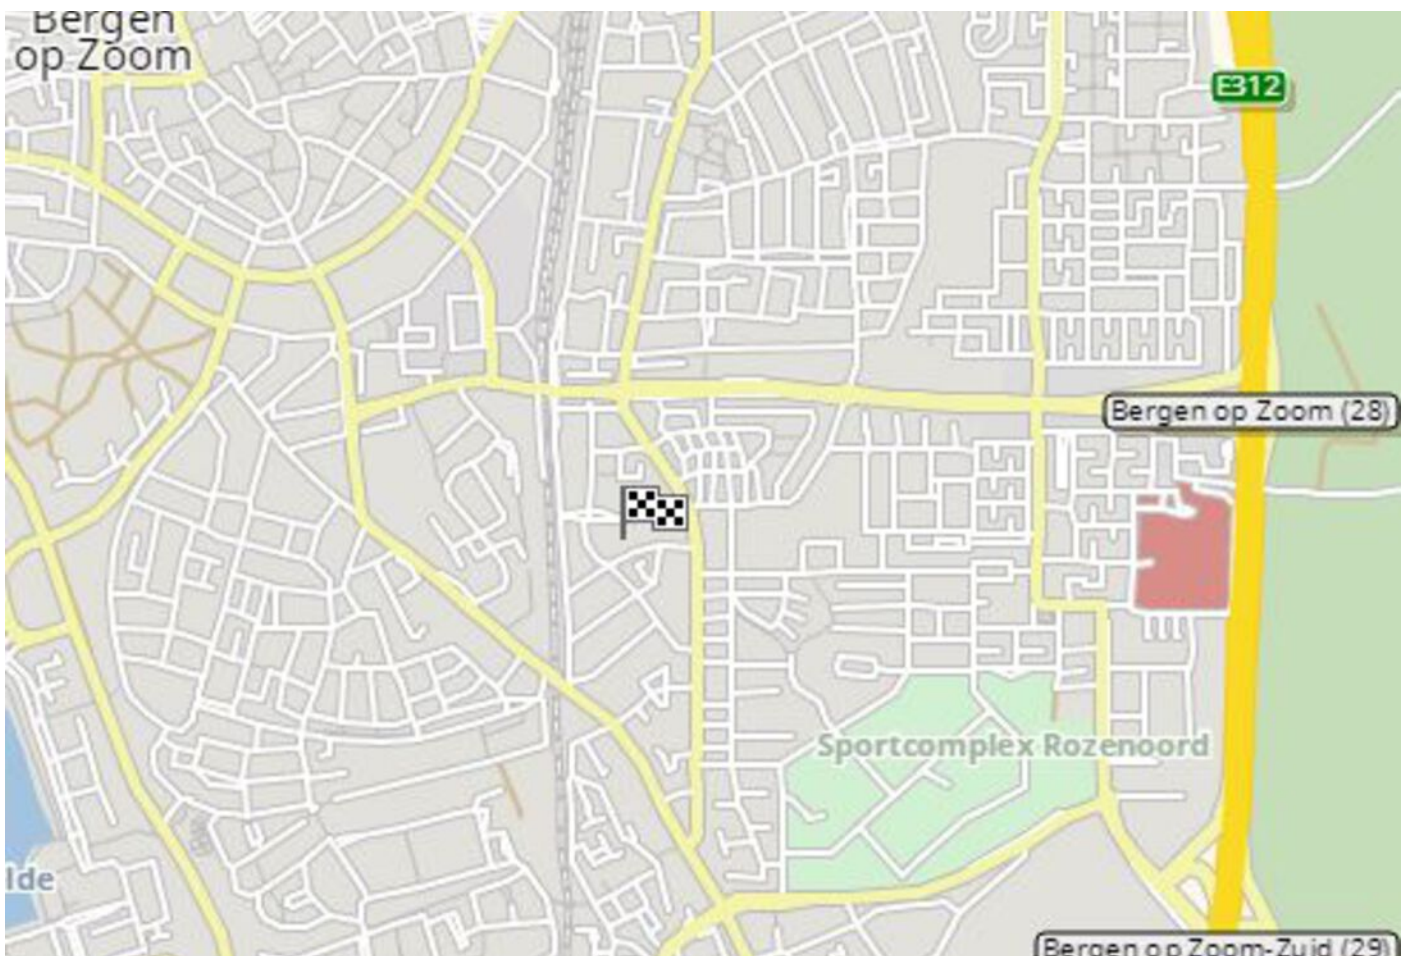 Bergen
op Zoom
E312
Bergen op Zoom (28)
Sportcomplex Rozenoord
lde
Bergen op Zoom-Zuid (29)